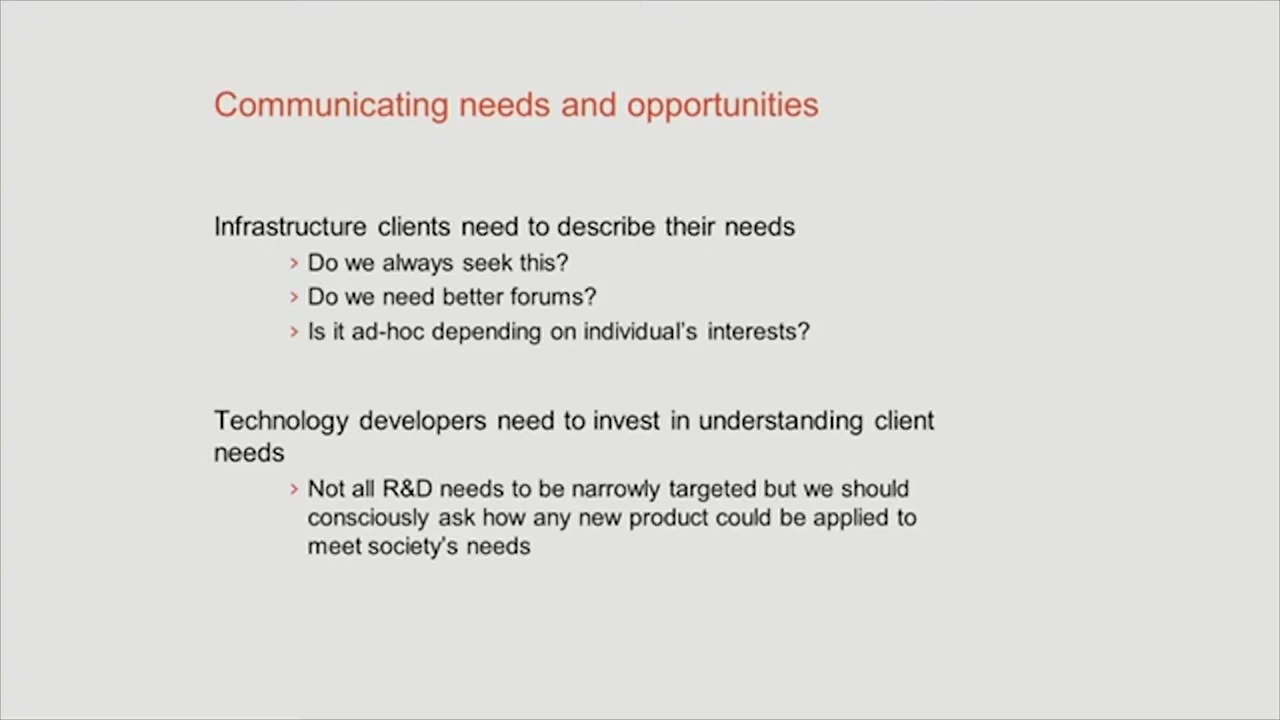 Communicating needs and opportunities
Infrastructure clients need to describe their needs
> Do we always seek this?
> Do we need better forums?
> Is it ad-hoc depending on individual's interests?
Technology developers need to invest in understanding client
needs
> Not all R&D needs to be narrowly targeted but we should
consciously ask how any new product could be applied to
meet society's needs